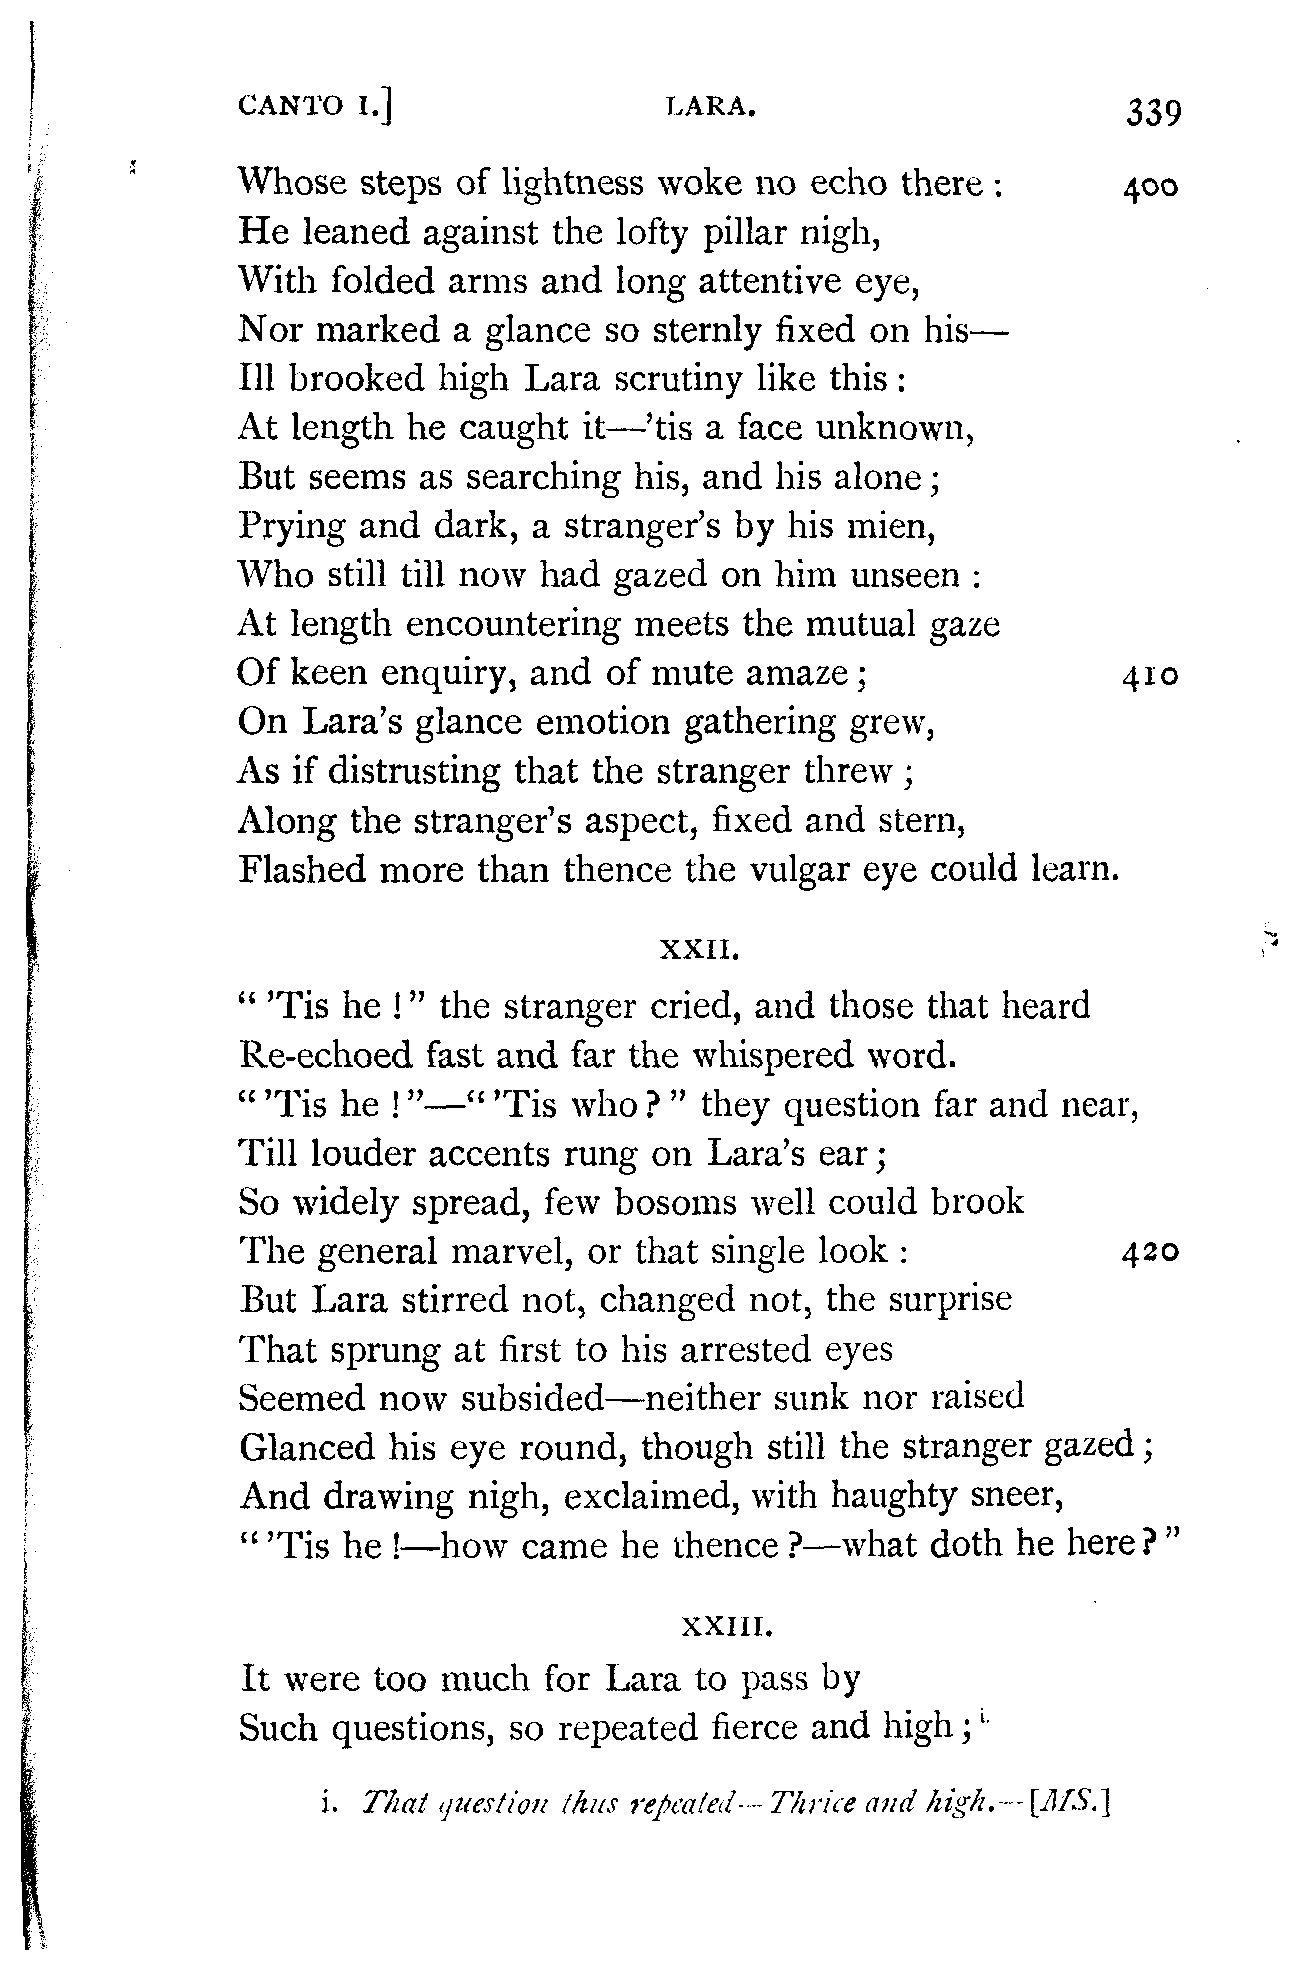 CANTO I.] LARA. 339
Whose steps of lightness woke no echo there : 400
He leaned against the lofty pillar nigh,
With folded arms and long attentive eye,
Nor marked a glance so sternly fixed on his—
Ill brooked high Lara scrutiny like this :
At length he caught it—'tis a face unknown,
But seems as searching his, and his alone ;
Prying and dark, a stranger's by his mien,
Who still till now had gazed on him unseen :
At length encountering meets the mutual gaze
Of keen enquiry, and of mute amaze ; 410
On Lara's glance emotion gathering grew,
As if distrusting that the stranger threw ;
Along the stranger's aspect, fixed and stern,
Flashed more than thence the vulgar eye could learn.
XXII.
" 'Tis he ! " the stranger cried, and those that heard
Re-echoed fast and far the whispered word.
" 'Tis he ! "—" 'Tis who ? " they question far and near,
Till louder accents rung on Lara's ear ;
So widely spread, few bosoms well could brook
The general marvel, or that single look : 420
But Lara stirred not, changed not, the surprise
That sprung at first to his arrested eyes
Seemed now subsided—neither sunk nor raised
Glanced his eye round, though still the stranger gazed ;
And drawing nigh, exclaimed, with haughty sneer,
" 'Tis he !—how came he thence ?—what doth he here ? "
XXIII.
It were too much for Lara to pass by
Such questions, so repeated fierce and high ; i.
i. That question thus repeated—Thrice and high.—[MS.]